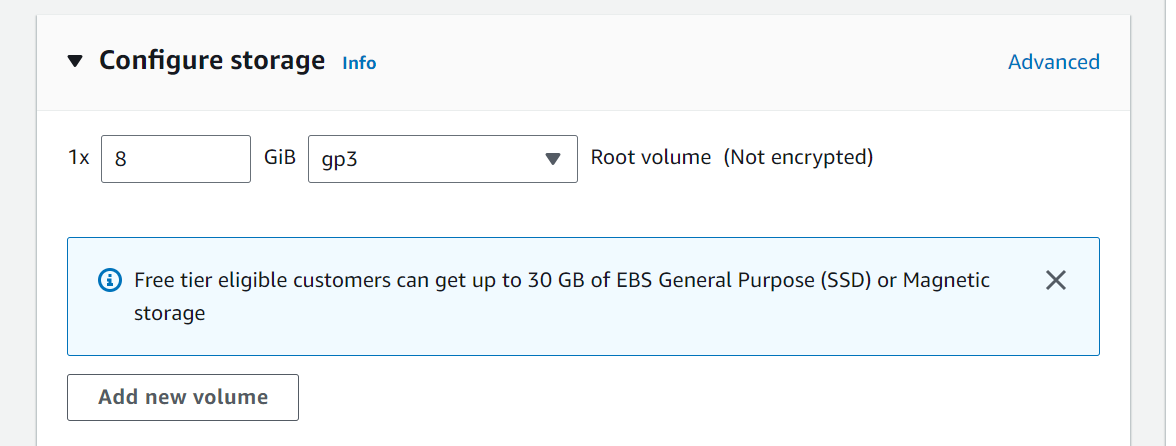 Configure storage Info Advanced
1x 8 GiB gp3 Root volume (Not encrypted)
Free tier eligible customers can get up to 30 GB of EBS General Purpose (SSD) or Magnetic
storage
Add new volume